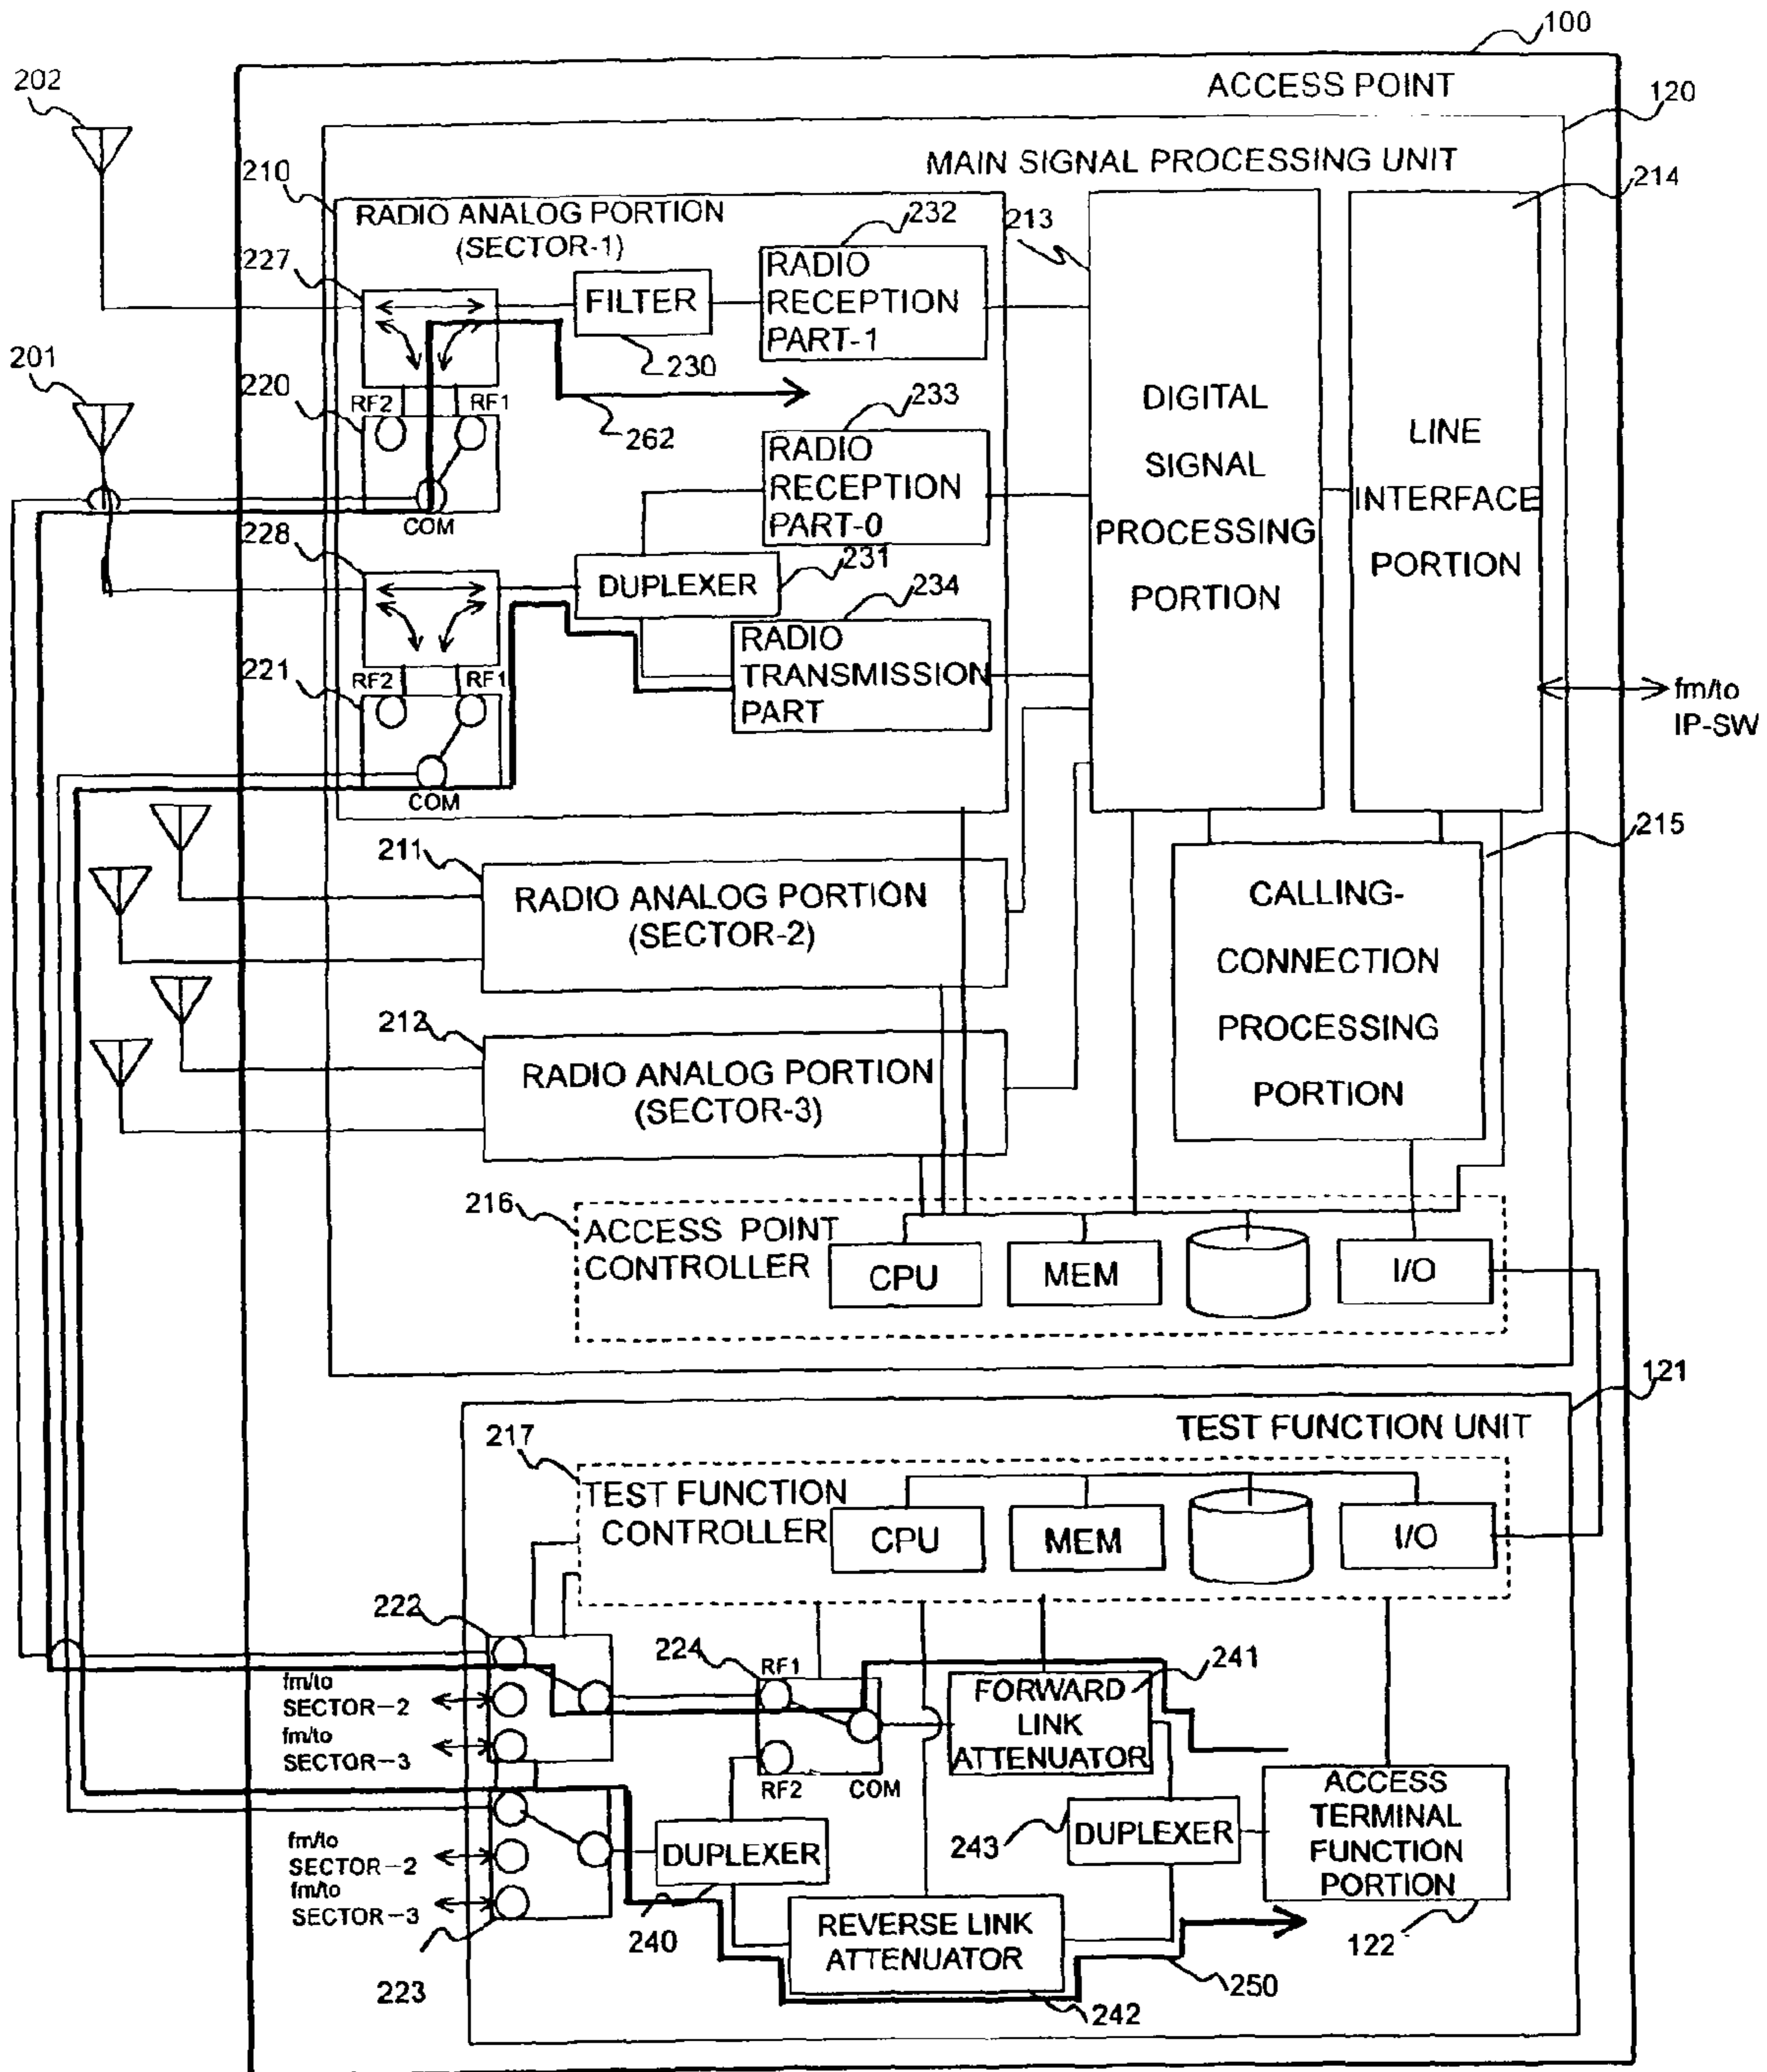 100
ACCESS POINT
202
120
MAIN SIGNAL PROCESSING UNIT
210
214
RADIO ANALOG PORTION
(SECTOR-1)
232
213
227
FILTER
RADIO
RECEPTION
PART-1
230
201
220
RF2
RF1
262
233
DIGITAL
SIGNAL
PROCESSING
PORTION
LINE
INTERFACE
PORTION
RADIO
RECEPTION
PART-0
COM
228
231
DUPLEXER
234
RADIO
TRANSMISSION
PART
221
RF2
RF1
fm/to
IP-SW
COM
215
211
RADIO ANALOG PORTION
(SECTOR-2)
CALLING-
CONNECTION
PROCESSING
PORTION
212
RADIO ANALOG PORTION
(SECTOR-3)
216
ACCESS POINT
CONTROLLER
CPU
MEM
I/O
121
TEST FUNCTION UNIT
217
TEST FUNCTION
CONTROLLER
CPU
MEM
I/O
222
224
RF1
241
FORWARD
LINK
ATTENUATOR
fm/to
SECTOR-2
fm/to
SECTOR-3
RF2
COM
ACCESS
TERMINAL
FUNCTION
PORTION
DUPLEXER
243
DUPLEXER
fm/to
SECTOR-2
fm/to
SECTOR-3
240
REVERSE LINK
ATTENUATOR
122
223
250
242